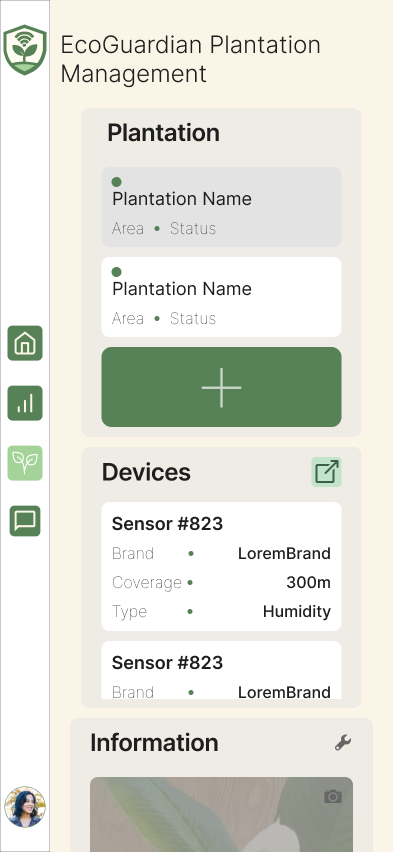 EcoGuardian Plantation
Management
Plantation
Plantation Name
Area • Status
Plantation Name
Area • Status
Devices
Sensor #823
Brand • LoremBrand
Coverage • 300m
Type • Humidity
Sensor #823
Brand • LoremBrand
Information